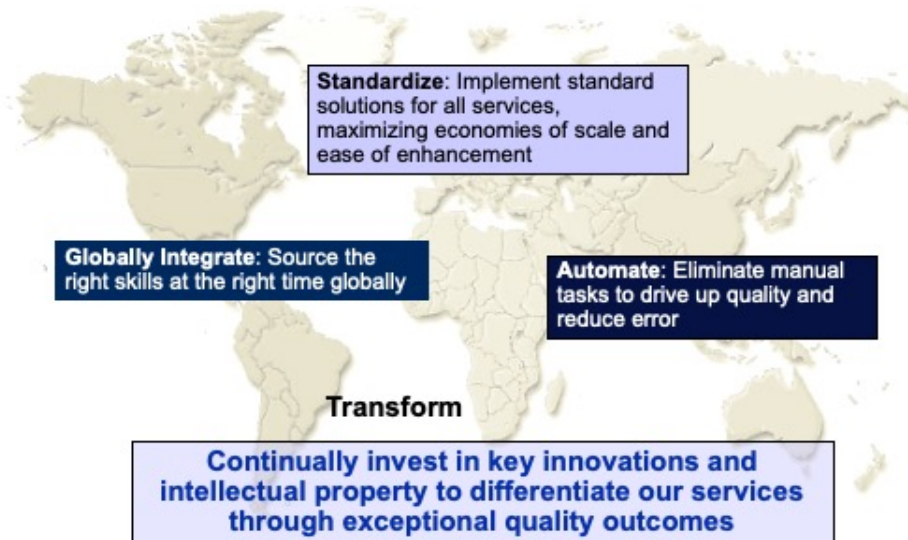 Standardize: Implement standard
solutions for all services,
maximizing economies of scale and
ease of enhancement
Globally Integrate: Source the
right skills at the right time globally
Automate: Eliminate manual
tasks to drive up quality and
reduce error
Transform
Continually invest in key innovations and
intellectual property to differentiate our services
through exceptional quality outcomes